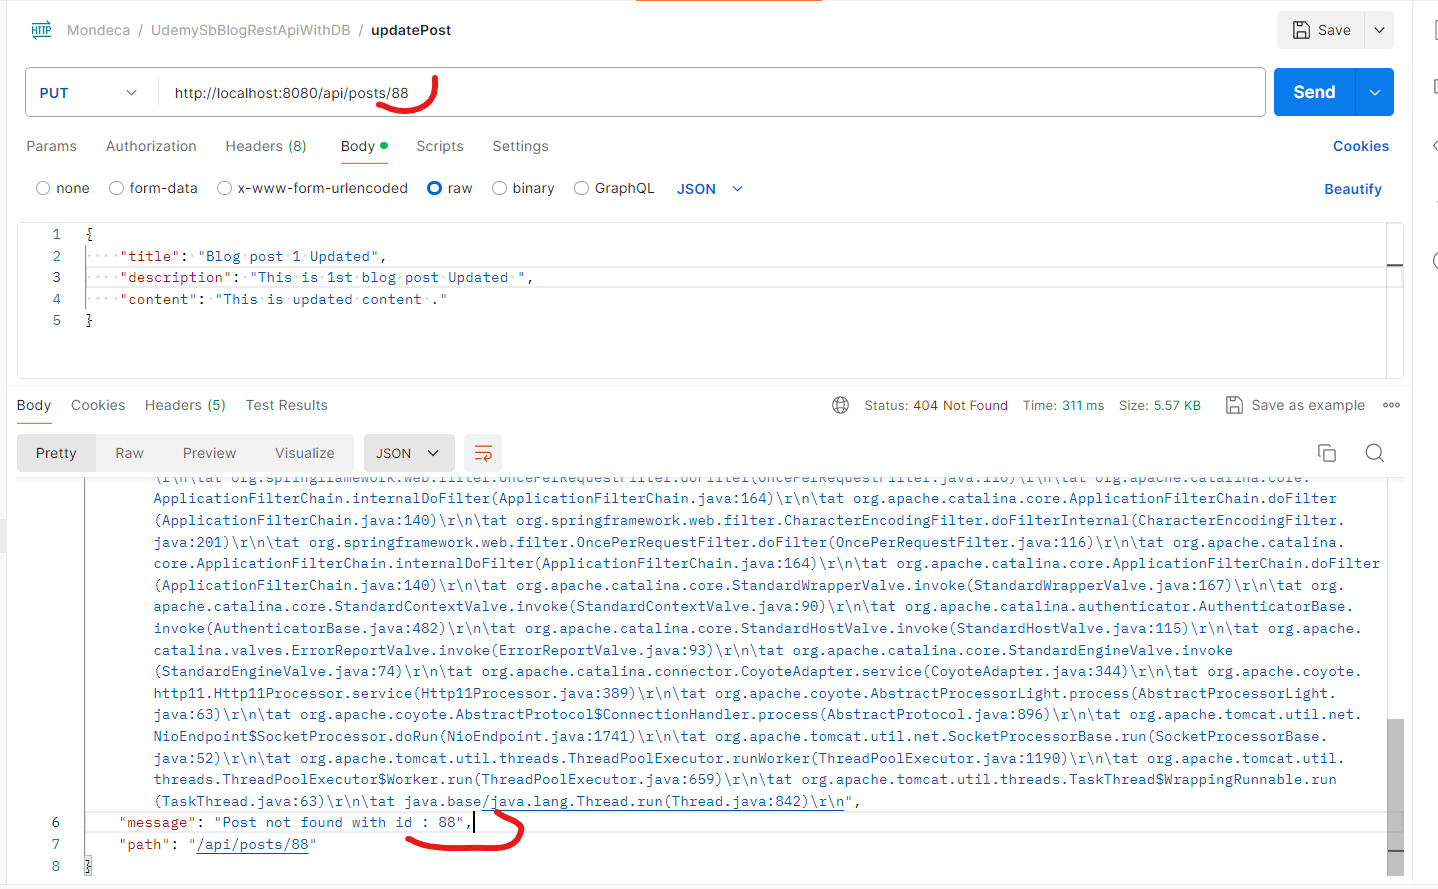 HTTP Mondeca / UdemySbBlogRestApiWithDB / updatePost Save
PUT http://localhost:8080/api/posts/88 Send
Params Authorization Headers (8) Body Scripts Settings Cookies
none form-data x-www-form-urlencoded raw binary GraphQL JSON Beautify
1 {
2 "title": "Blog post 1 Updated",
3 "description": "This is 1st blog post Updated ",
4 "content": "This is updated content ."
5 }
Body Cookies Headers (5) Test Results Status: 404 Not Found Time: 311 ms Size: 5.57 KB Save as example
Pretty Raw Preview Visualize JSON
\r\n\tat org.springframework.web.filter.OncePerRequestFilter.doFilter(OncePerRequestFilter.java:116)\r\n\tat org.apache.catalina.core.
ApplicationFilterChain.internalDoFilter(ApplicationFilterChain.java:164)\r\n\tat org.apache.catalina.core.ApplicationFilterChain.doFilter
(ApplicationFilterChain.java:140)\r\n\tat org.springframework.web.filter.CharacterEncodingFilter.doFilterInternal(CharacterEncodingFilter.
java:201)\r\n\tat org.springframework.web.filter.OncePerRequestFilter.doFilter(OncePerRequestFilter.java:116)\r\n\tat org.apache.catalina.
core.ApplicationFilterChain.internalDoFilter(ApplicationFilterChain.java:164)\r\n\tat org.apache.catalina.core.ApplicationFilterChain.doFilter
(ApplicationFilterChain.java:140)\r\n\tat org.apache.catalina.core.StandardWrapperValve.invoke(StandardWrapperValve.java:167)\r\n\tat org.
apache.catalina.core.StandardContextValve.invoke(StandardContextValve.java:90)\r\n\tat org.apache.catalina.authenticator.AuthenticatorBase.
invoke(AuthenticatorBase.java:482)\r\n\tat org.apache.catalina.core.StandardHostValve.invoke(StandardHostValve.java:115)\r\n\tat org.apache.
catalina.valves.ErrorReportValve.invoke(ErrorReportValve.java:93)\r\n\tat org.apache.catalina.core.StandardEngineValve.invoke
(StandardEngineValve.java:74)\r\n\tat org.apache.catalina.connector.CoyoteAdapter.service(CoyoteAdapter.java:344)\r\n\tat org.apache.coyote.
http11.Http11Processor.service(Http11Processor.java:389)\r\n\tat org.apache.coyote.AbstractProcessorLight.process(AbstractProcessorLight.
java:63)\r\n\tat org.apache.coyote.AbstractProtocol$ConnectionHandler.process(AbstractProtocol.java:896)\r\n\tat org.apache.tomcat.util.net.
NioEndpoint$SocketProcessor.doRun(NioEndpoint.java:1741)\r\n\tat org.apache.tomcat.util.net.SocketProcessorBase.run(SocketProcessorBase.
java:52)\r\n\tat org.apache.tomcat.util.threads.ThreadPoolExecutor.runWorker(ThreadPoolExecutor.java:1190)\r\n\tat org.apache.tomcat.util.
threads.ThreadPoolExecutor$Worker.run(ThreadPoolExecutor.java:659)\r\n\tat org.apache.tomcat.util.threads.TaskThread$WrappingRunnable.run
(TaskThread.java:63)\r\n\tat java.base/java.lang.Thread.run(Thread.java:842)\r\n",
6 "message": "Post not found with id : 88",
7 "path": "/api/posts/88"
8 }